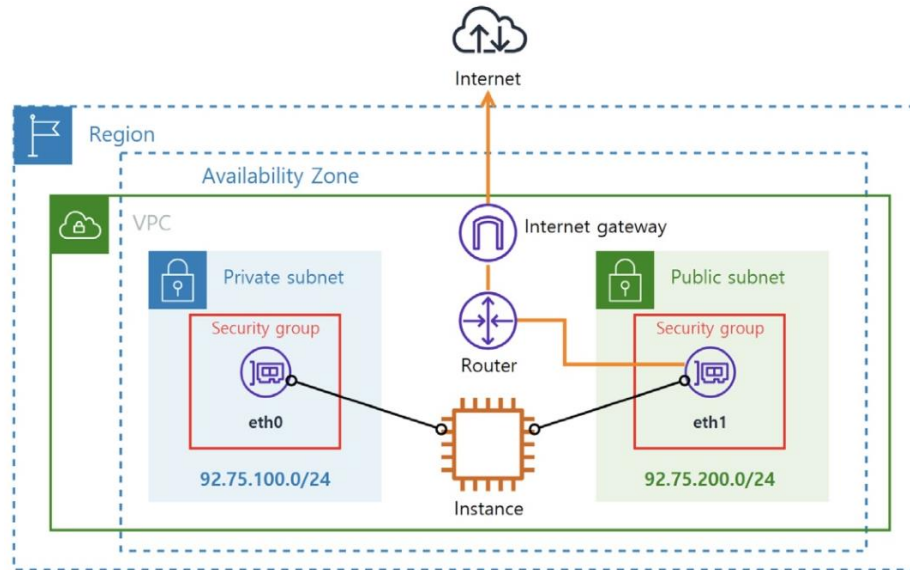 Internet
Region
Availability Zone
VPC
Internet gateway
Private subnet
Public subnet
Security group
Security group
Router
eth0
eth1
92.75.100.0/24
92.75.200.0/24
Instance